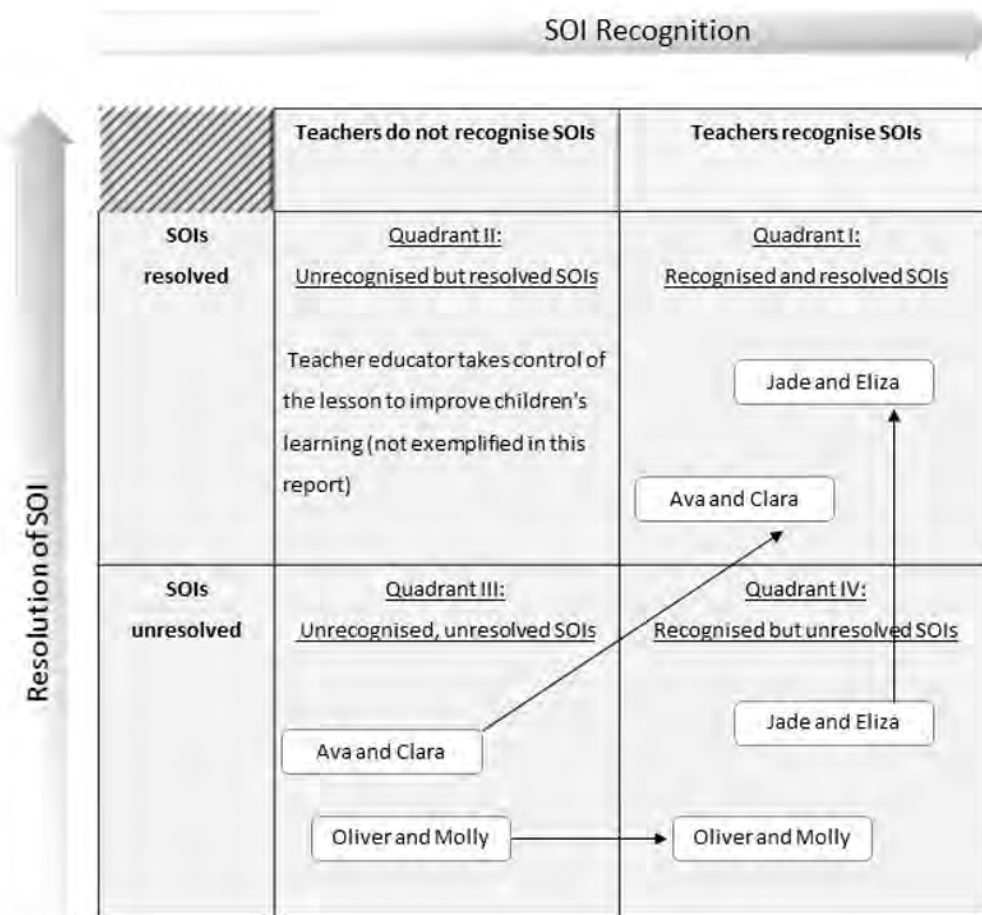 SOI Recognition
Teachers do not recognise SOIs
Teachers recognise SOIs
Resolution of SOI
SOIs
resolved
Quadrant II:
Unrecognised but resolved SOIs
Teacher educator takes control of
the lesson to improve children's
learning (not exemplified in this
report)
Quadrant I:
Recognised and resolved SOIs
Jade and Eliza
Ava and Clara
SOIs
unresolved
Quadrant III:
Unrecognised, unresolved SOIs
Ava and Clara
Oliver and Molly
Quadrant IV:
Recognised but unresolved SOIs
Jade and Eliza
Oliver and Molly